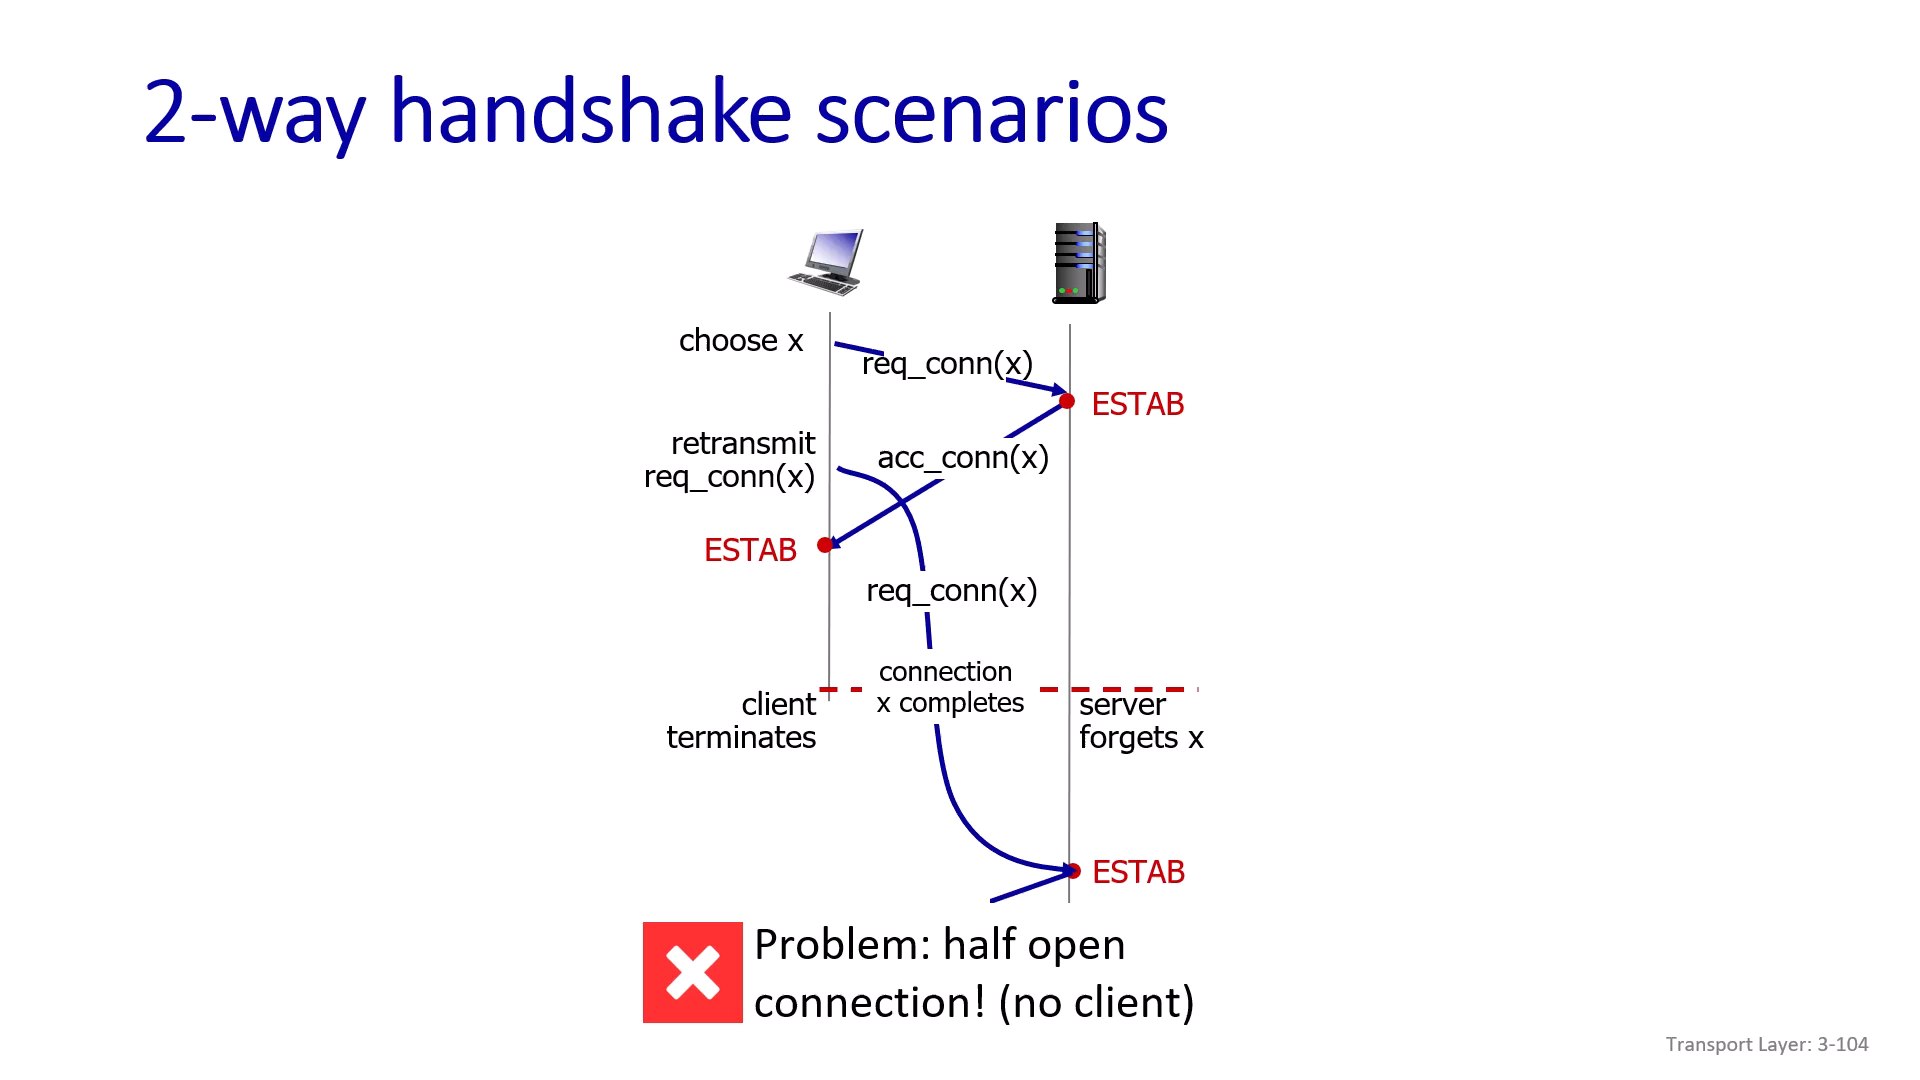 2-way handshake scenarios
choose x
req_conn(x)
ESTAB
retransmit
req_conn(x)
acc_conn(x)
ESTAB
req_conn(x)
connection
x completes
client
terminates
server
forgets x
ESTAB
Problem: half open
connection! (no client)
Transport Layer: 3-104